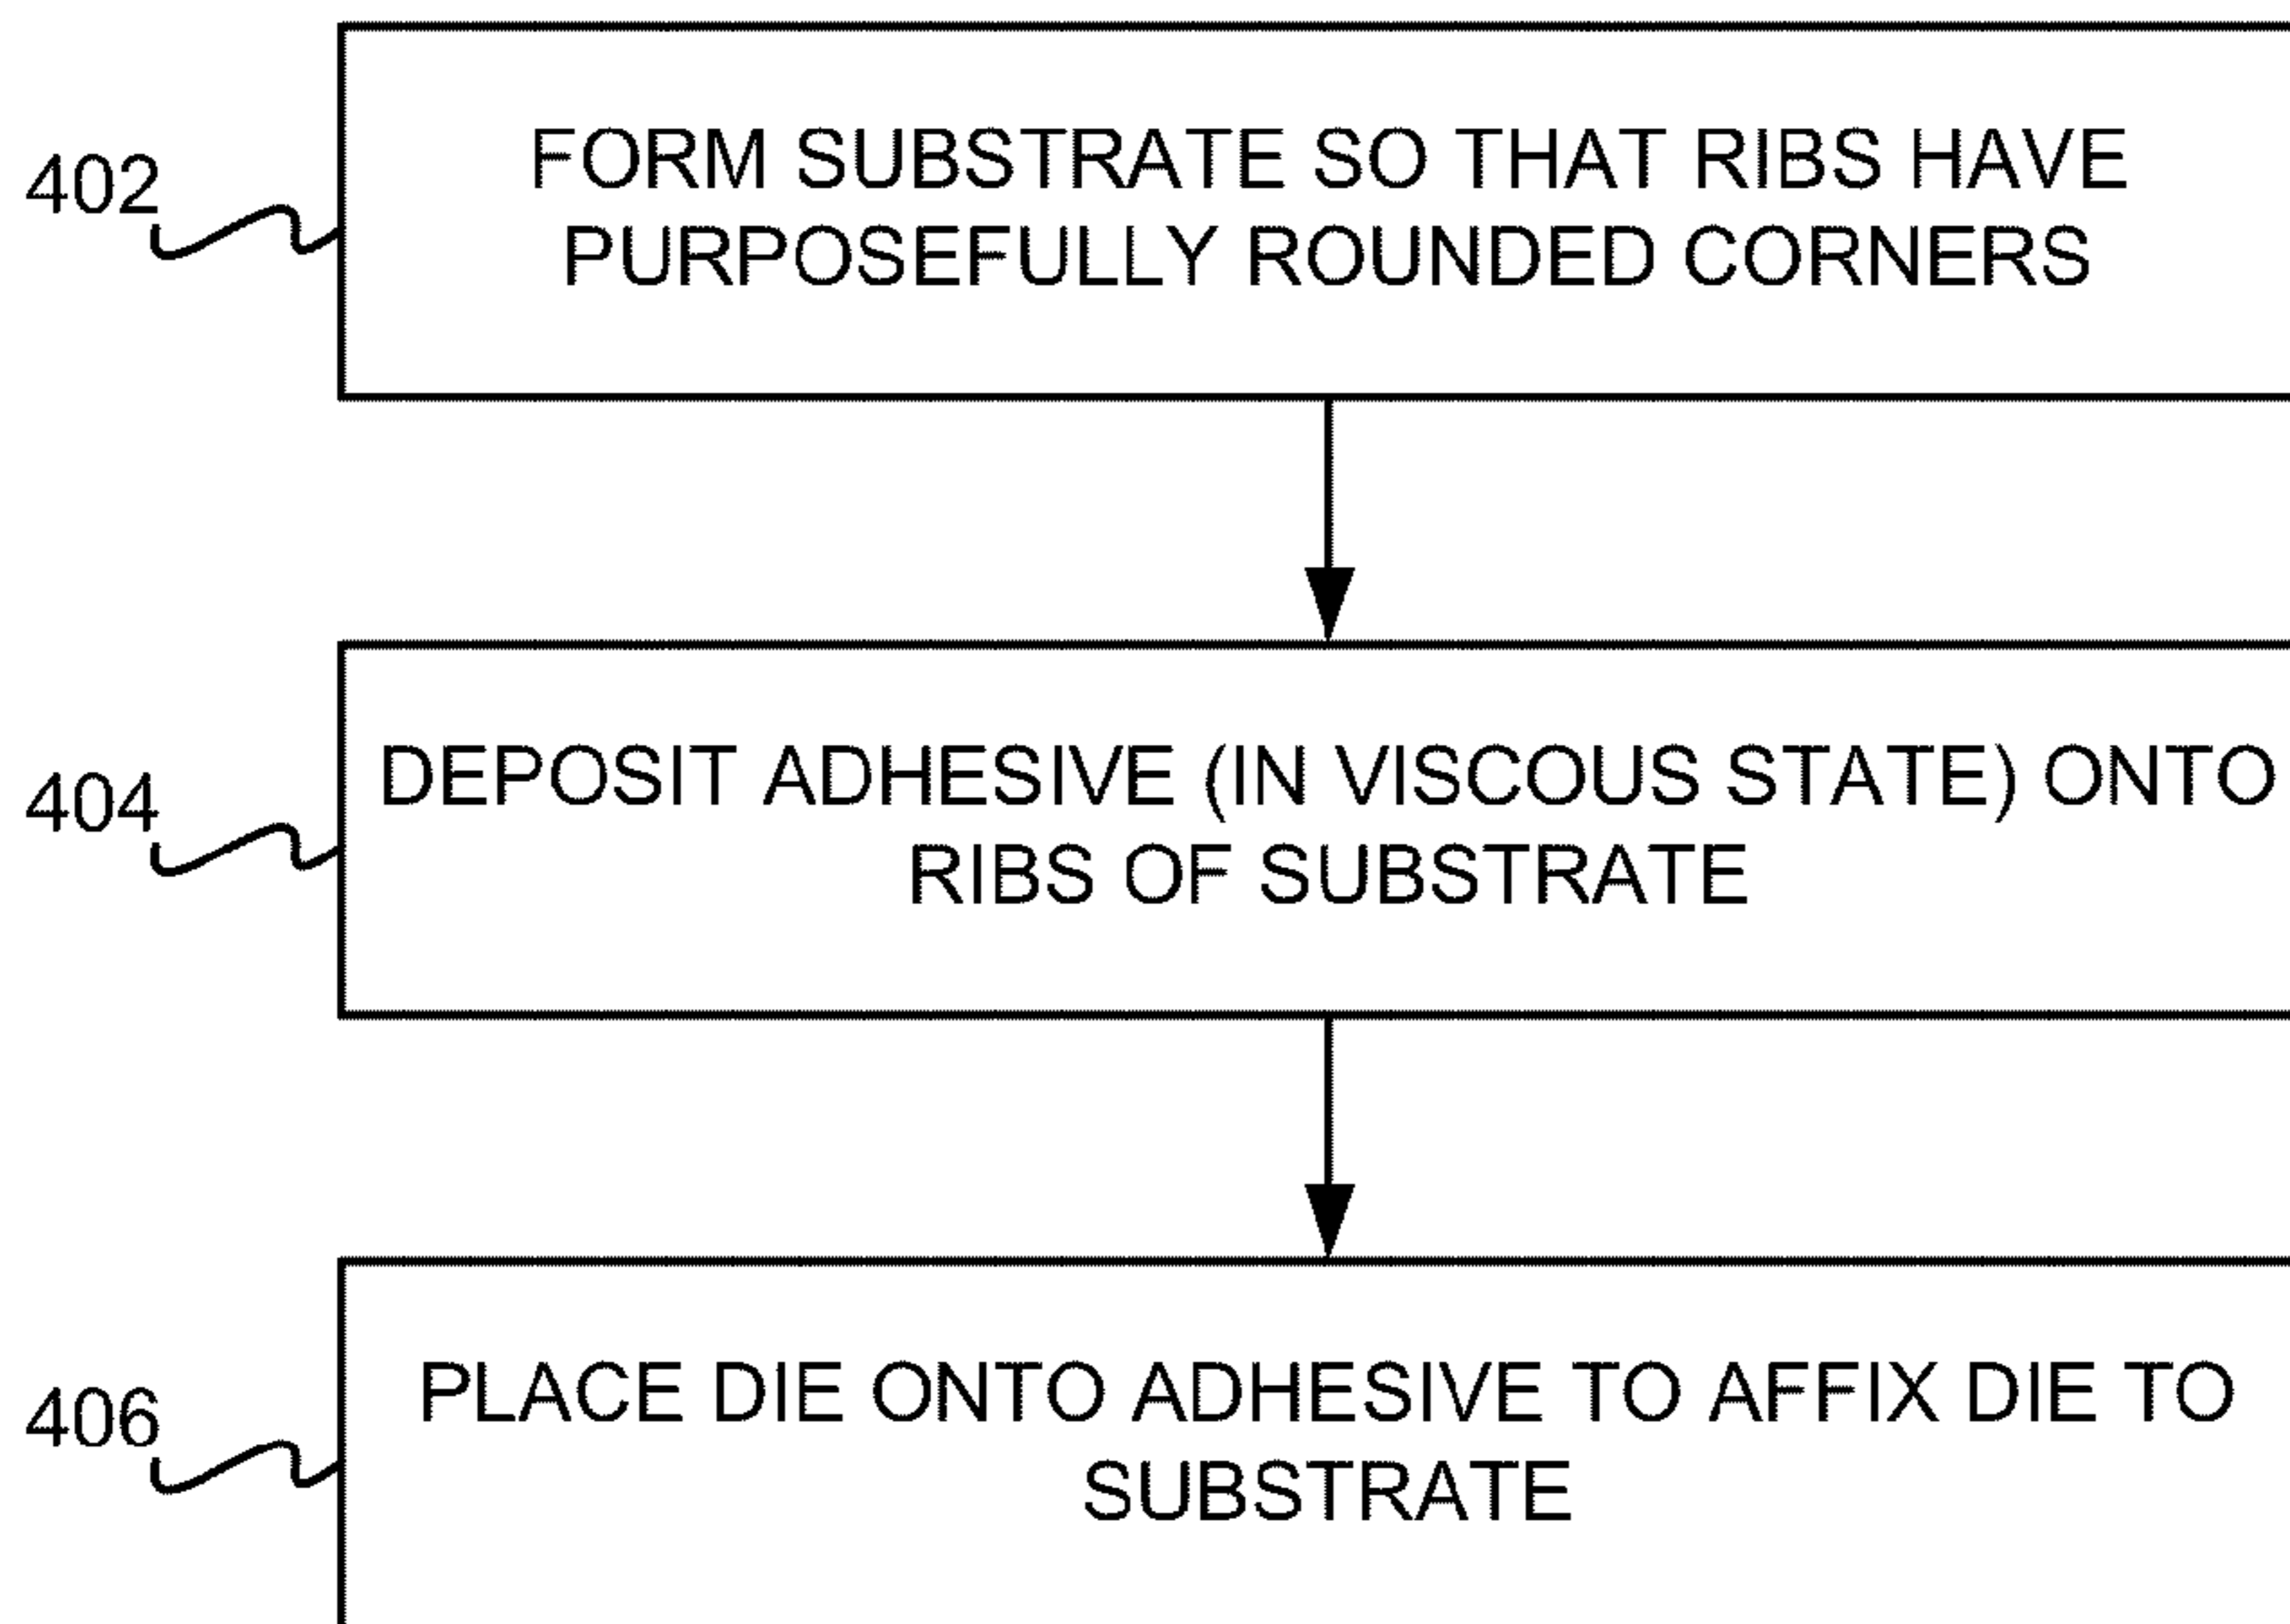 402
FORM SUBSTRATE SO THAT RIBS HAVE
PURPOSEFULLY ROUNDED CORNERS
404
DEPOSIT ADHESIVE (IN VISCOUS STATE) ONTO
RIBS OF SUBSTRATE
406
PLACE DIE ONTO ADHESIVE TO AFFIX DIE TO
SUBSTRATE